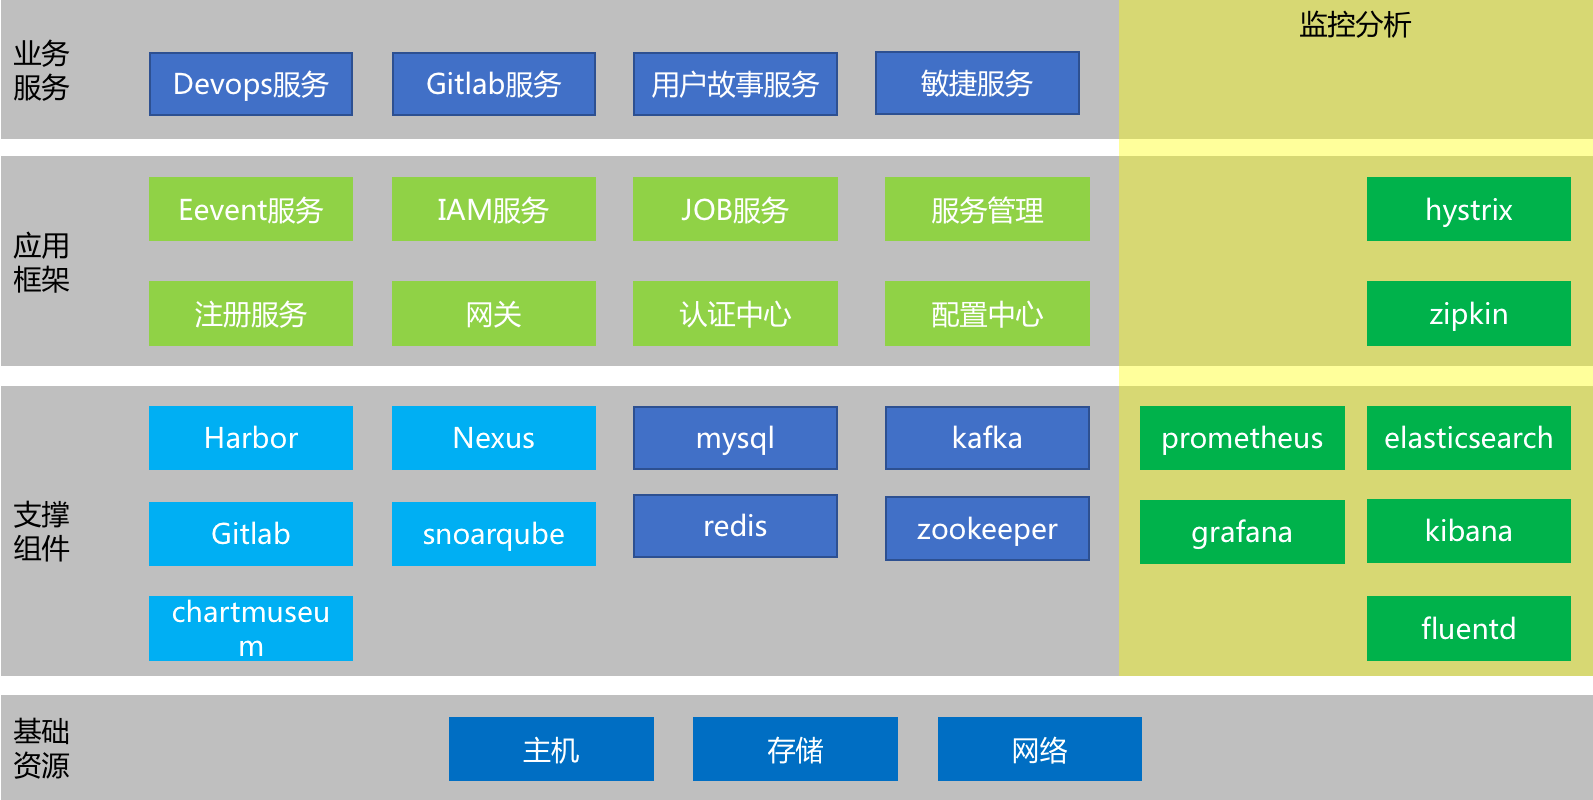 监控分析
业务
服务
Devops服务
Gitlab服务
用户故事服务
敏捷服务
应用
框架
Eevent服务
IAM服务
JOB服务
服务管理
hystrix
注册服务
网关
认证中心
配置中心
zipkin
支撑
组件
Harbor
Nexus
mysql
kafka
prometheus
elasticsearch
Gitlab
snoarqube
redis
zookeeper
grafana
kibana
chartmuseu
m
fluentd
基础
资源
主机
存储
网络